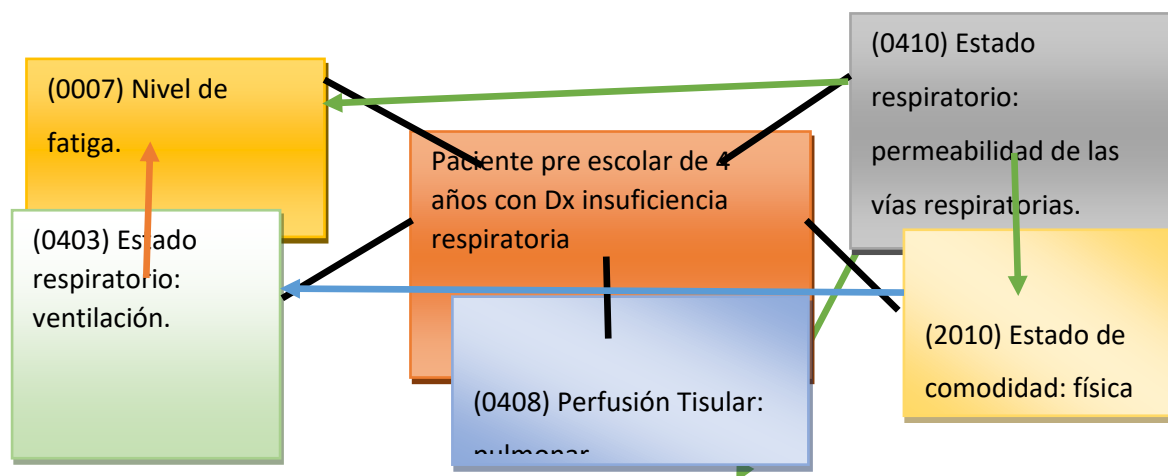 (0007) Nivel de
fatiga.
(0410) Estado
respiratorio:
permeabilidad de las
vías respiratorias.
Paciente pre escolar de 4
años con Dx insuficiencia
respiratoria
(0403) Estado
respiratorio:
ventilación.
(2010) Estado de
comodidad: física
(0408) Perfusión Tisular:
pulmonar